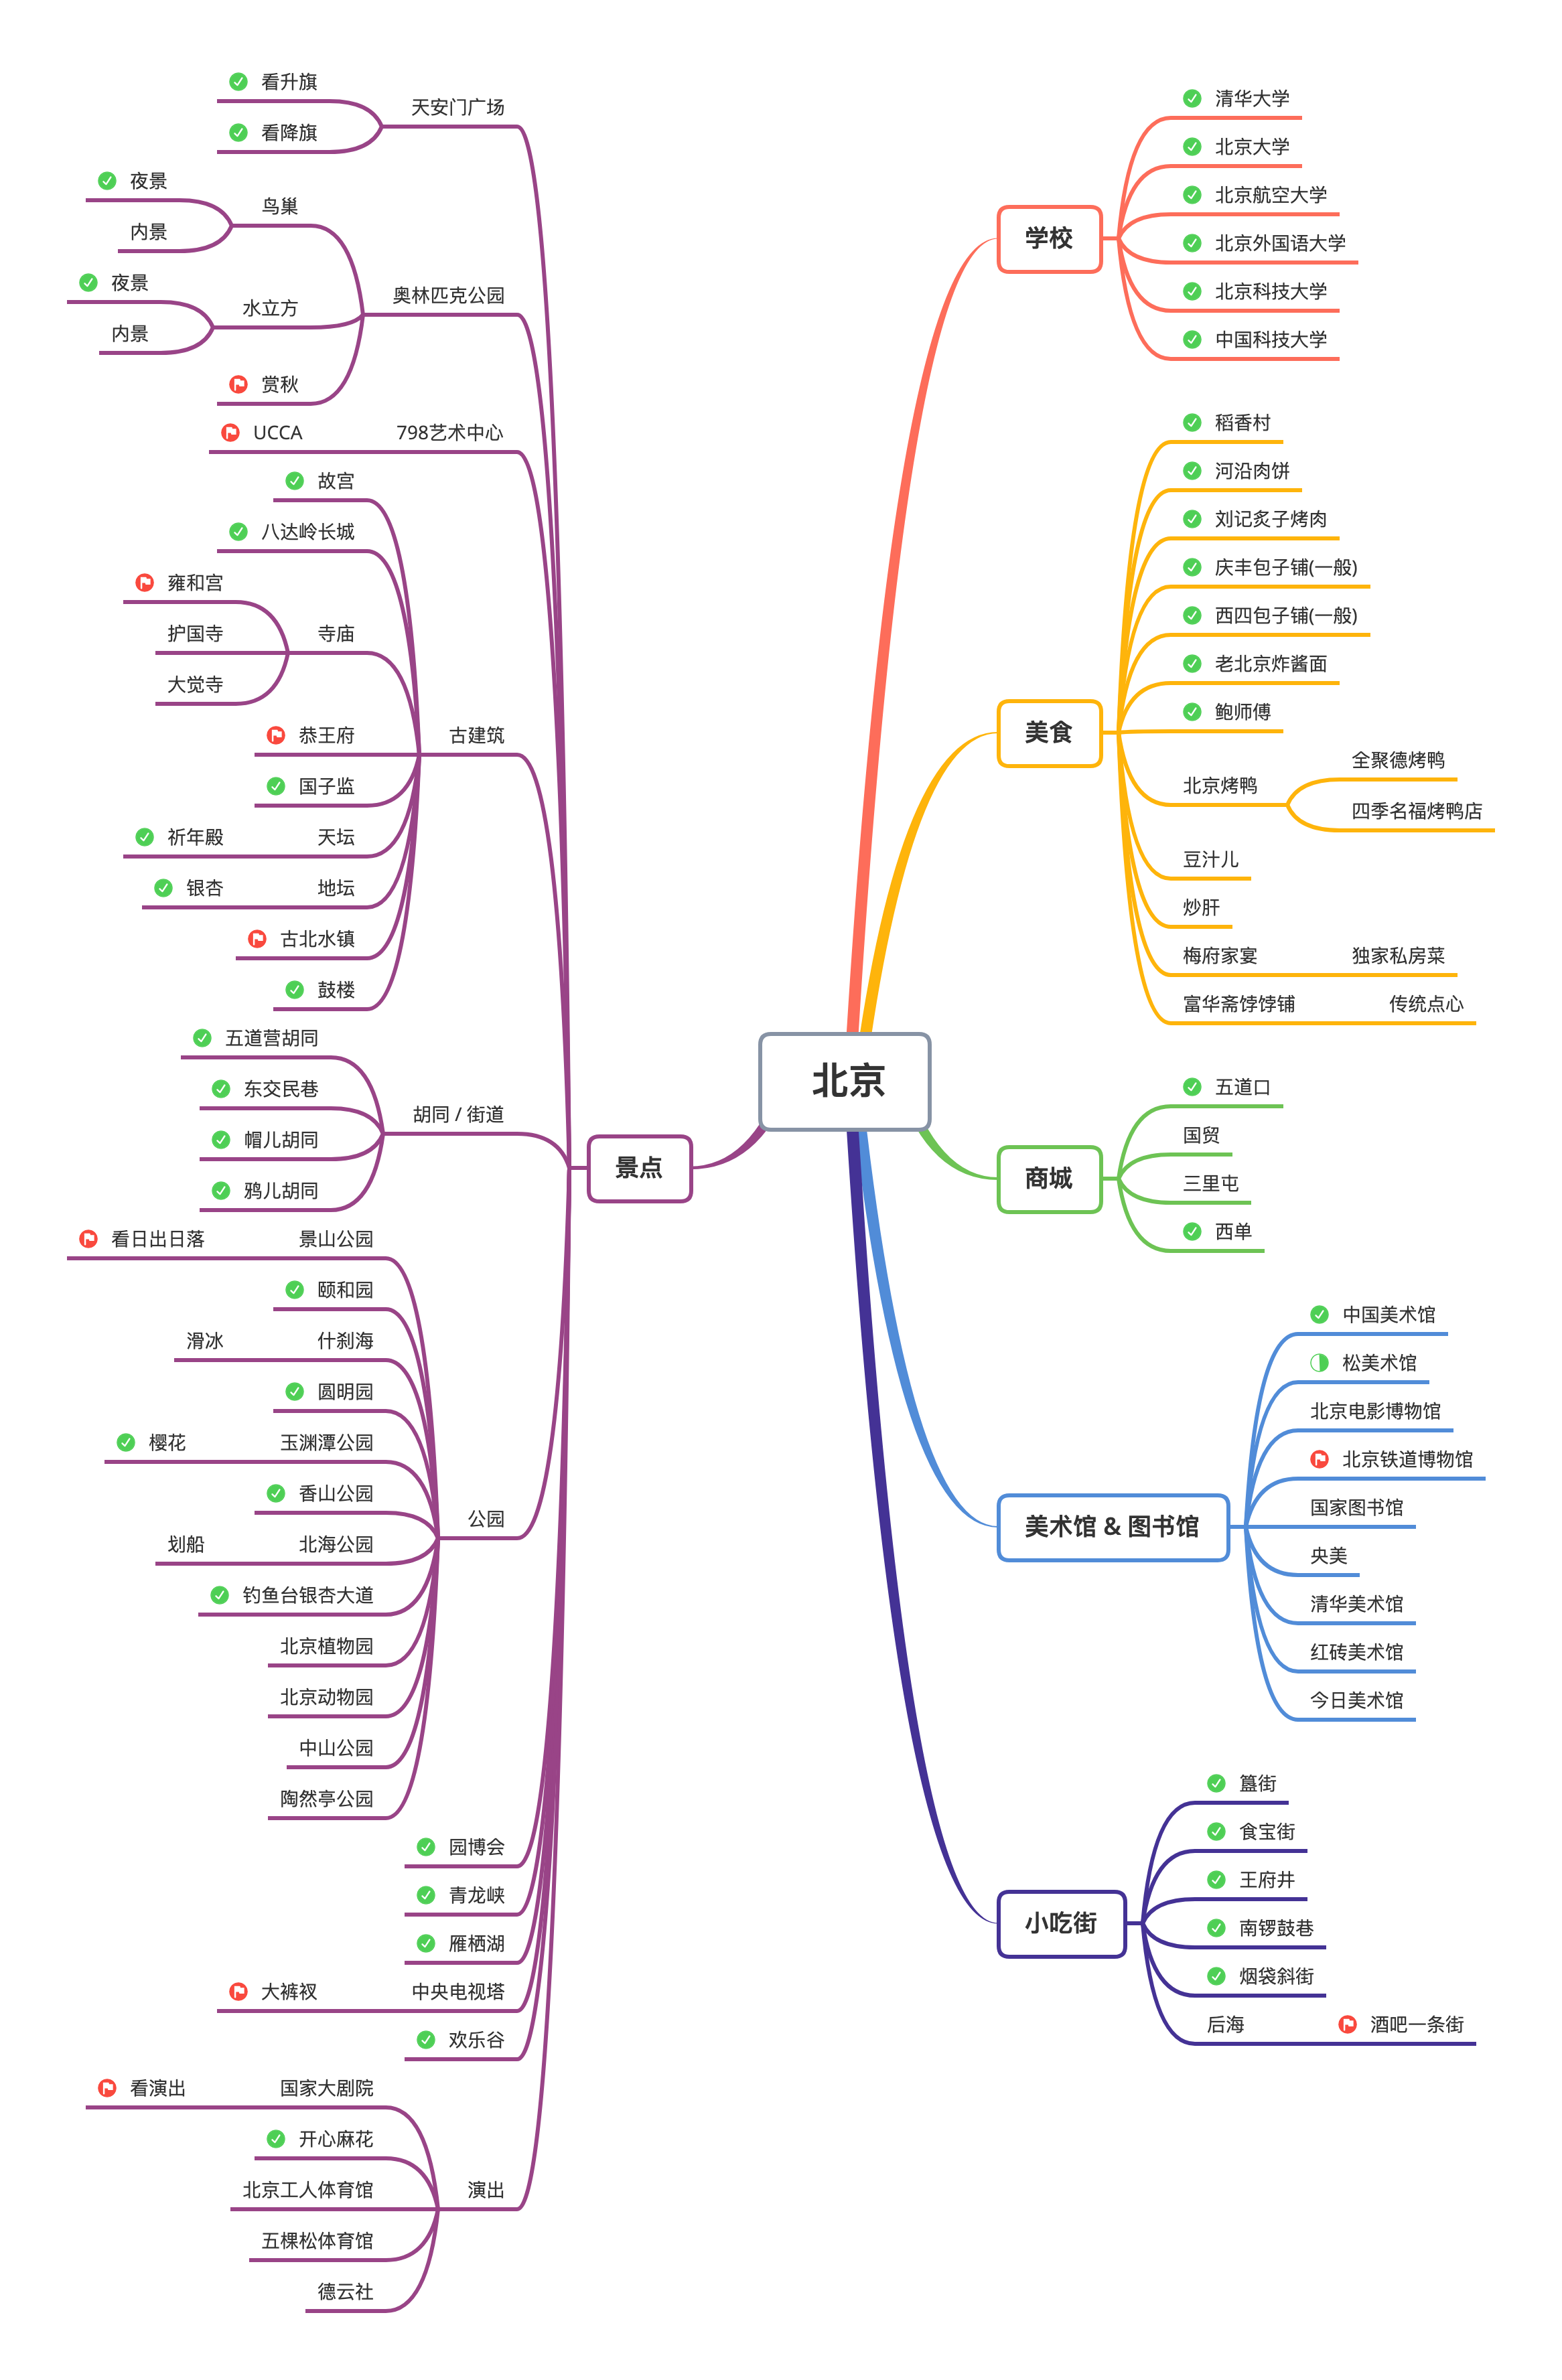 北京
学校
清华大学
北京大学
北京航空大学
北京外国语大学
北京科技大学
中国科技大学
美食
稻香村
河沿肉饼
刘记炙子烤肉
庆丰包子铺(一般)
西四包子铺(一般)
老北京炸酱面
鲍师傅
北京烤鸭
全聚德烤鸭
四季名福烤鸭店
豆汁儿
炒肝
梅府家宴
独家私房菜
富华斋饽饽铺
传统点心
商城
五道口
国贸
三里屯
西单
美术馆 & 图书馆
中国美术馆
松美术馆
北京电影博物馆
北京铁道博物馆
国家图书馆
央美
清华美术馆
红砖美术馆
今日美术馆
小吃街
簋街
食宝街
王府井
南锣鼓巷
烟袋斜街
后海
酒吧一条街
景点
天安门广场
看升旗
看降旗
奥林匹克公园
鸟巢
夜景
内景
水立方
夜景
内景
赏秋
798艺术中心
UCCA
古建筑
故宫
八达岭长城
寺庙
雍和宫
护国寺
大觉寺
恭王府
国子监
天坛
祈年殿
地坛
银杏
古北水镇
鼓楼
胡同 / 街道
五道营胡同
东交民巷
帽儿胡同
鸦儿胡同
公园
景山公园
看日出日落
颐和园
什刹海
滑冰
圆明园
玉渊潭公园
樱花
香山公园
北海公园
划船
钓鱼台银杏大道
北京植物园
北京动物园
中山公园
陶然亭公园
园博会
青龙峡
雁栖湖
中央电视塔
大裤衩
欢乐谷
演出
国家大剧院
看演出
开心麻花
北京工人体育馆
五棵松体育馆
德云社